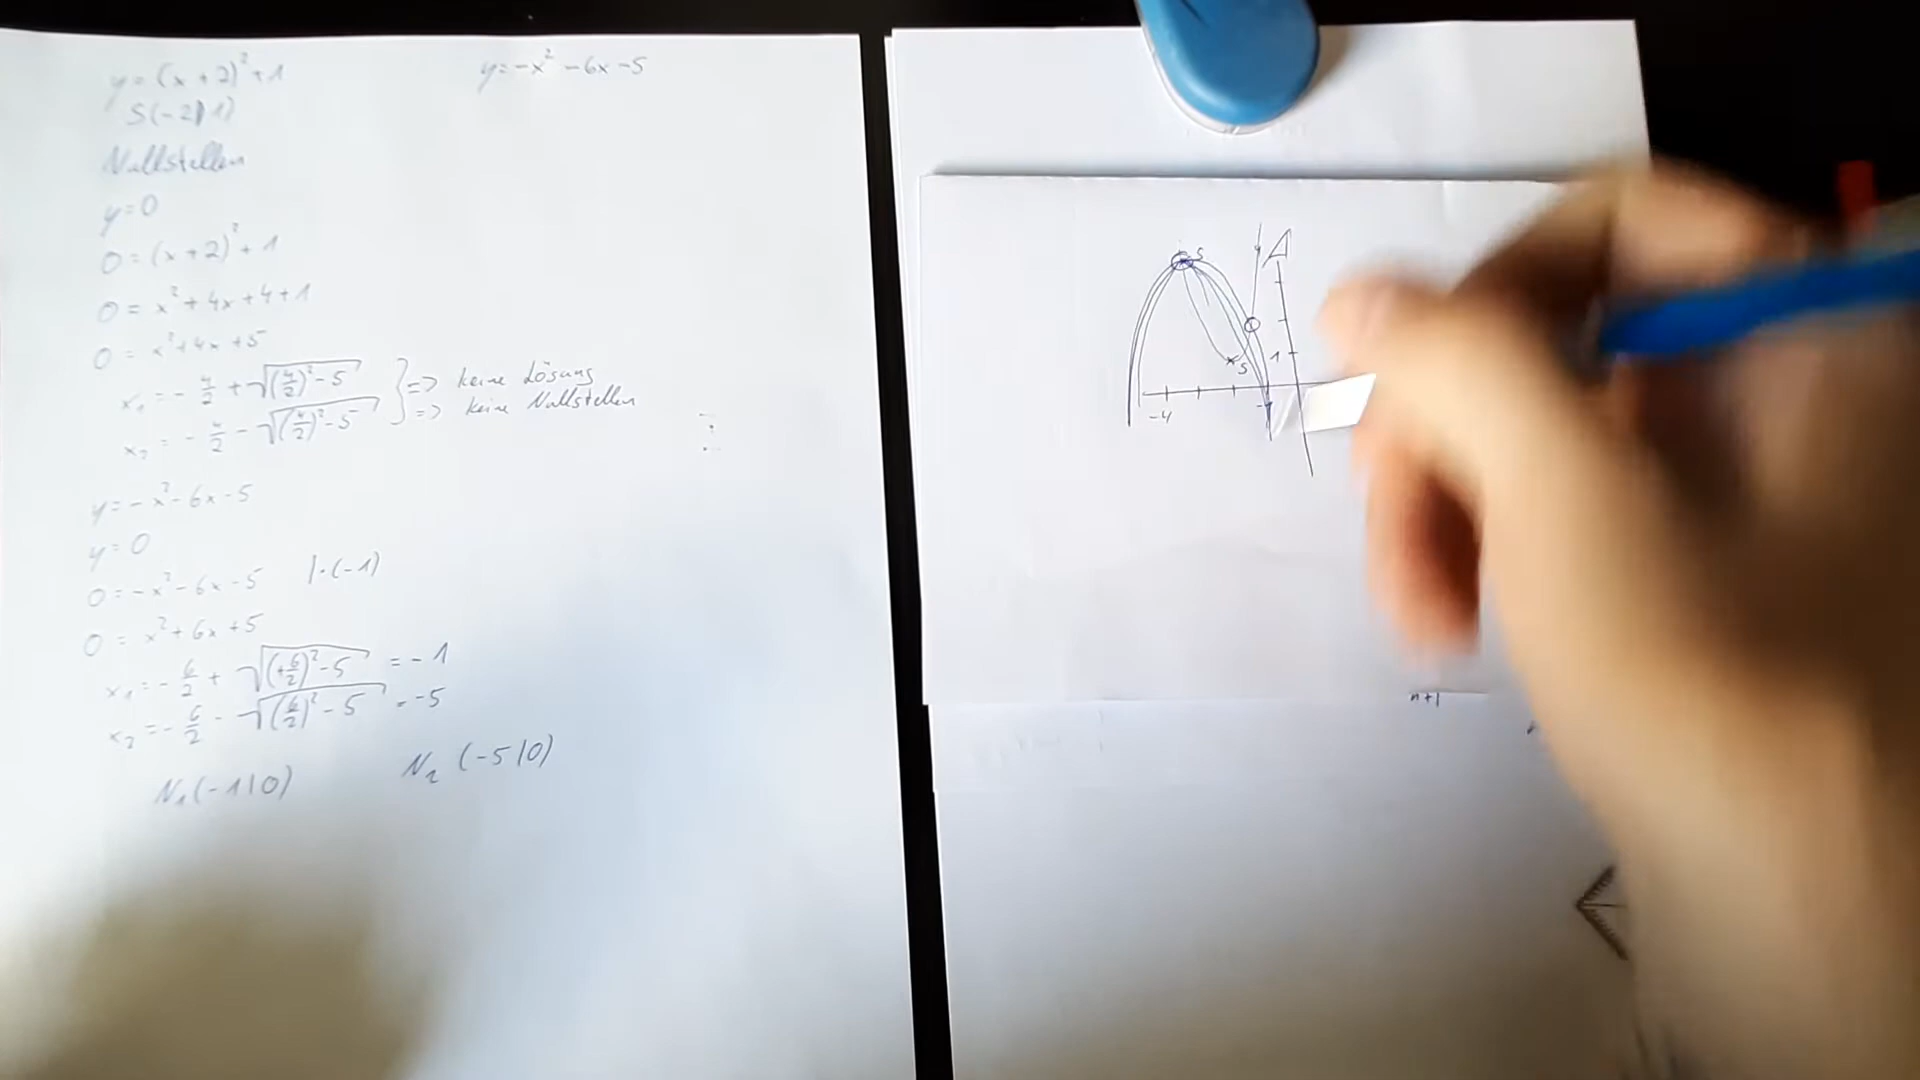 y = (x + 2)² + 1
y = -x² - 6x - 5
S(-2|1)
Nullstellen
y = 0
0 = (x + 2)² + 1
0 = x² + 4x + 4 + 1
0 = x² + 4x + 5
x₁ = - 4/2 + √((4/2)² - 5) } => keine Lösung
x₂ = - 4/2 - √((4/2)² - 5) => keine Nullstellen
y = -x² - 6x - 5
y = 0
0 = -x² - 6x - 5 | · (-1)
0 = x² + 6x + 5
x₁ = - 6/2 + √((+6/2)² - 5) = -1
x₂ = - 6/2 - √((6/2)² - 5) = -5
N₁(-1|0)
N₂(-5|0)
S
1
S
-4
-1
n+1